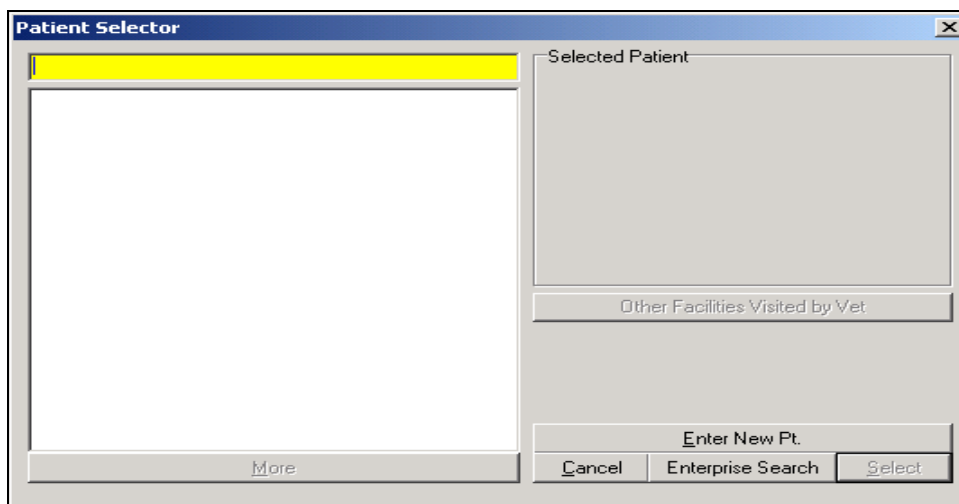 Patient Selector
Selected Patient
Other Facilities Visited by Vet
Enter New Pt.
More
Cancel
Enterprise Search
Select